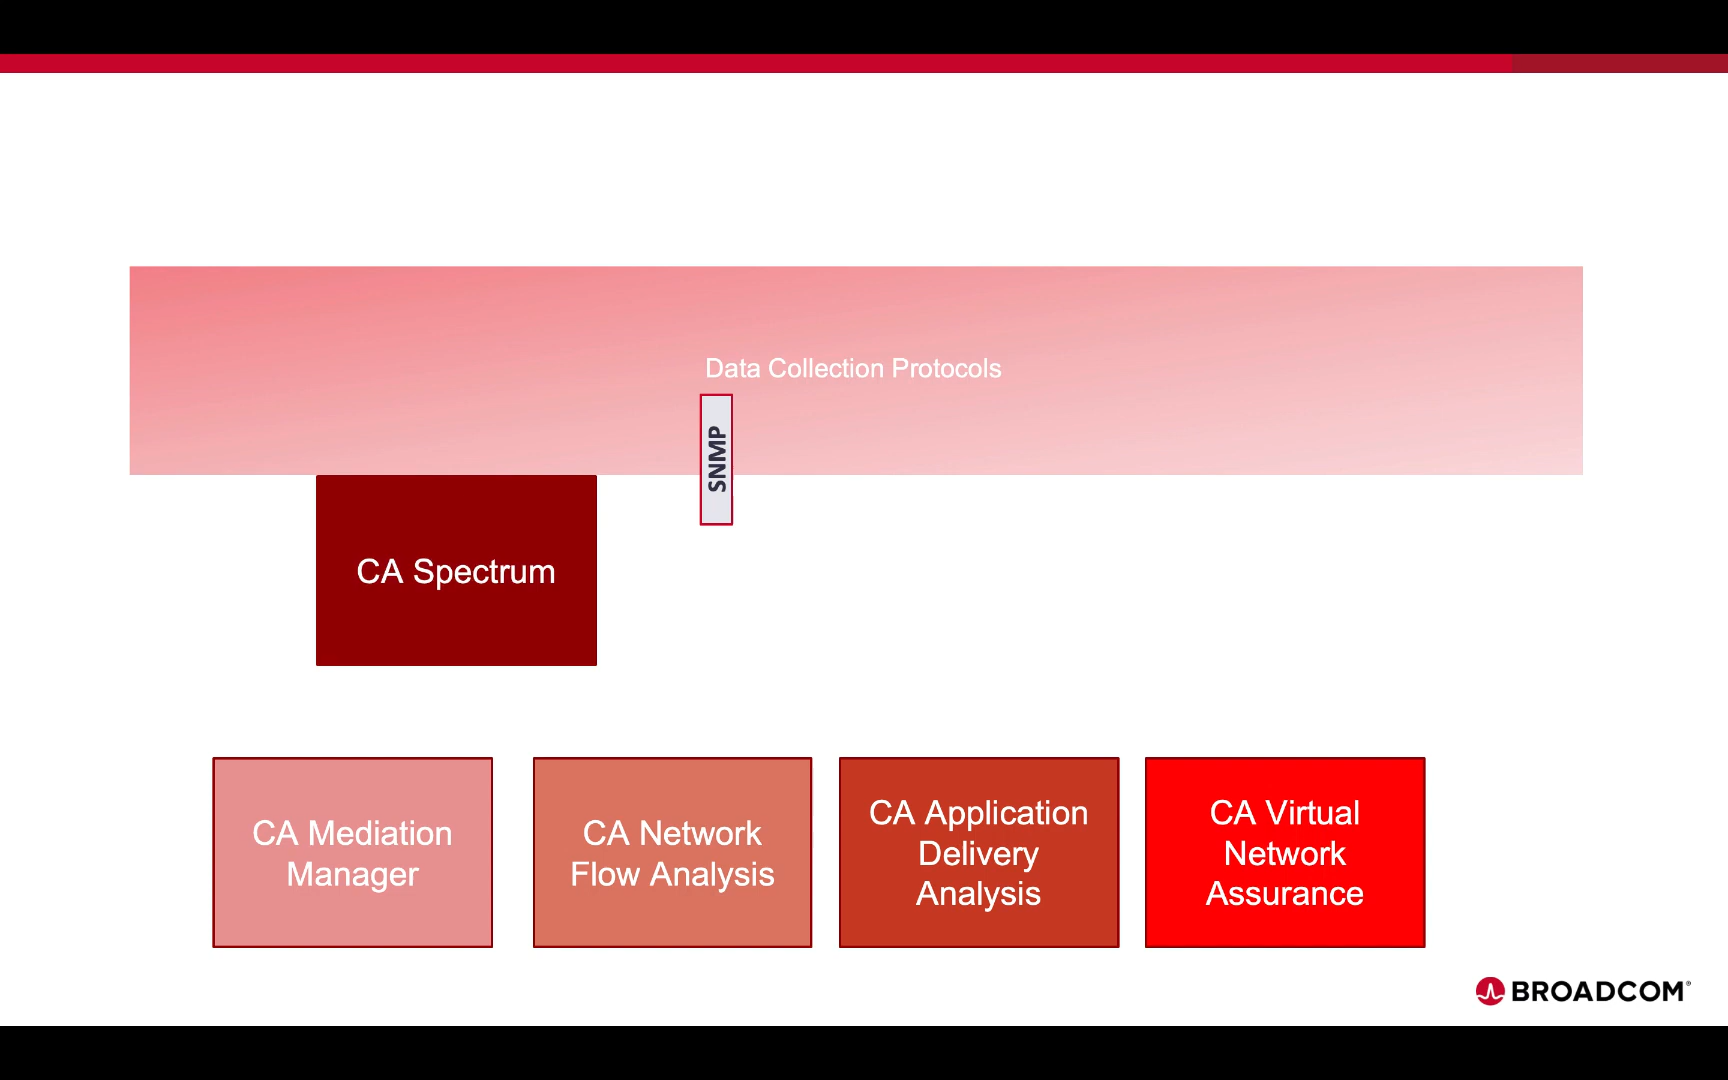 Data Collection Protocols
SNMP
CA Spectrum
CA Mediation
Manager
CA Network
Flow Analysis
CA Application
Delivery
Analysis
CA Virtual
Network
Assurance
BROADCOM®